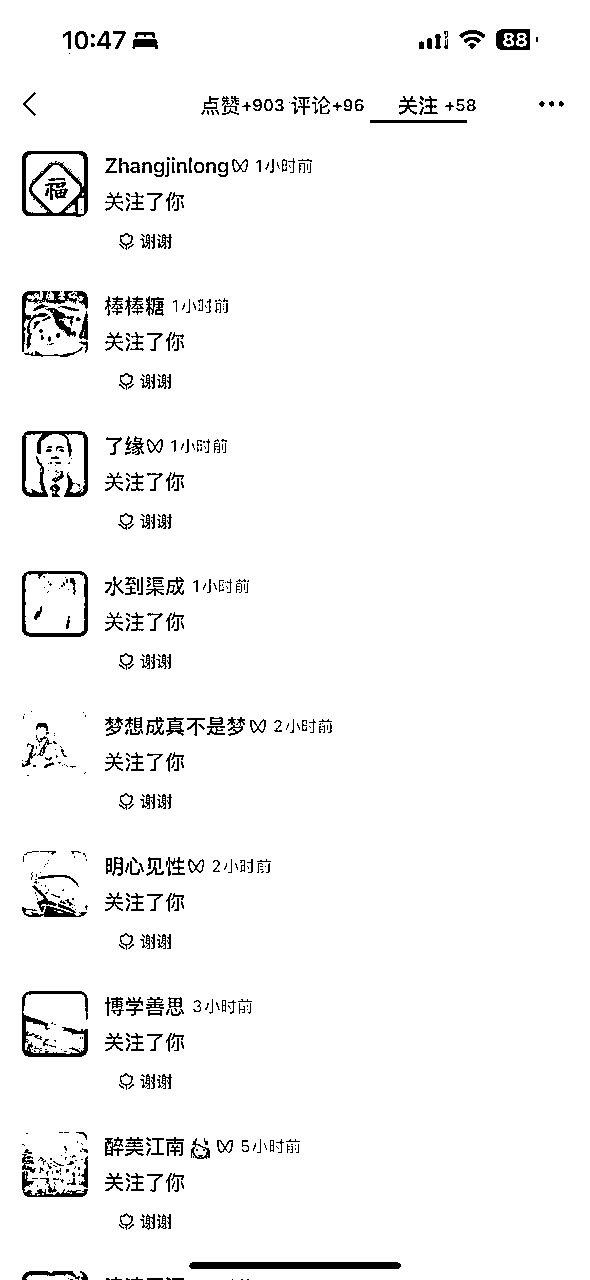 10:47
88
点赞+903 评论+96 关注 +58
福
Zhangjinlong 1小时前
关注了你
谢谢
棒棒糖 1小时前
关注了你
谢谢
了缘 1小时前
关注了你
谢谢
水到渠成 1小时前
关注了你
谢谢
梦想成真不是梦 2小时前
关注了你
谢谢
明心见性 2小时前
关注了你
谢谢
博学善思 3小时前
关注了你
谢谢
醉美江南 5小时前
关注了你
谢谢